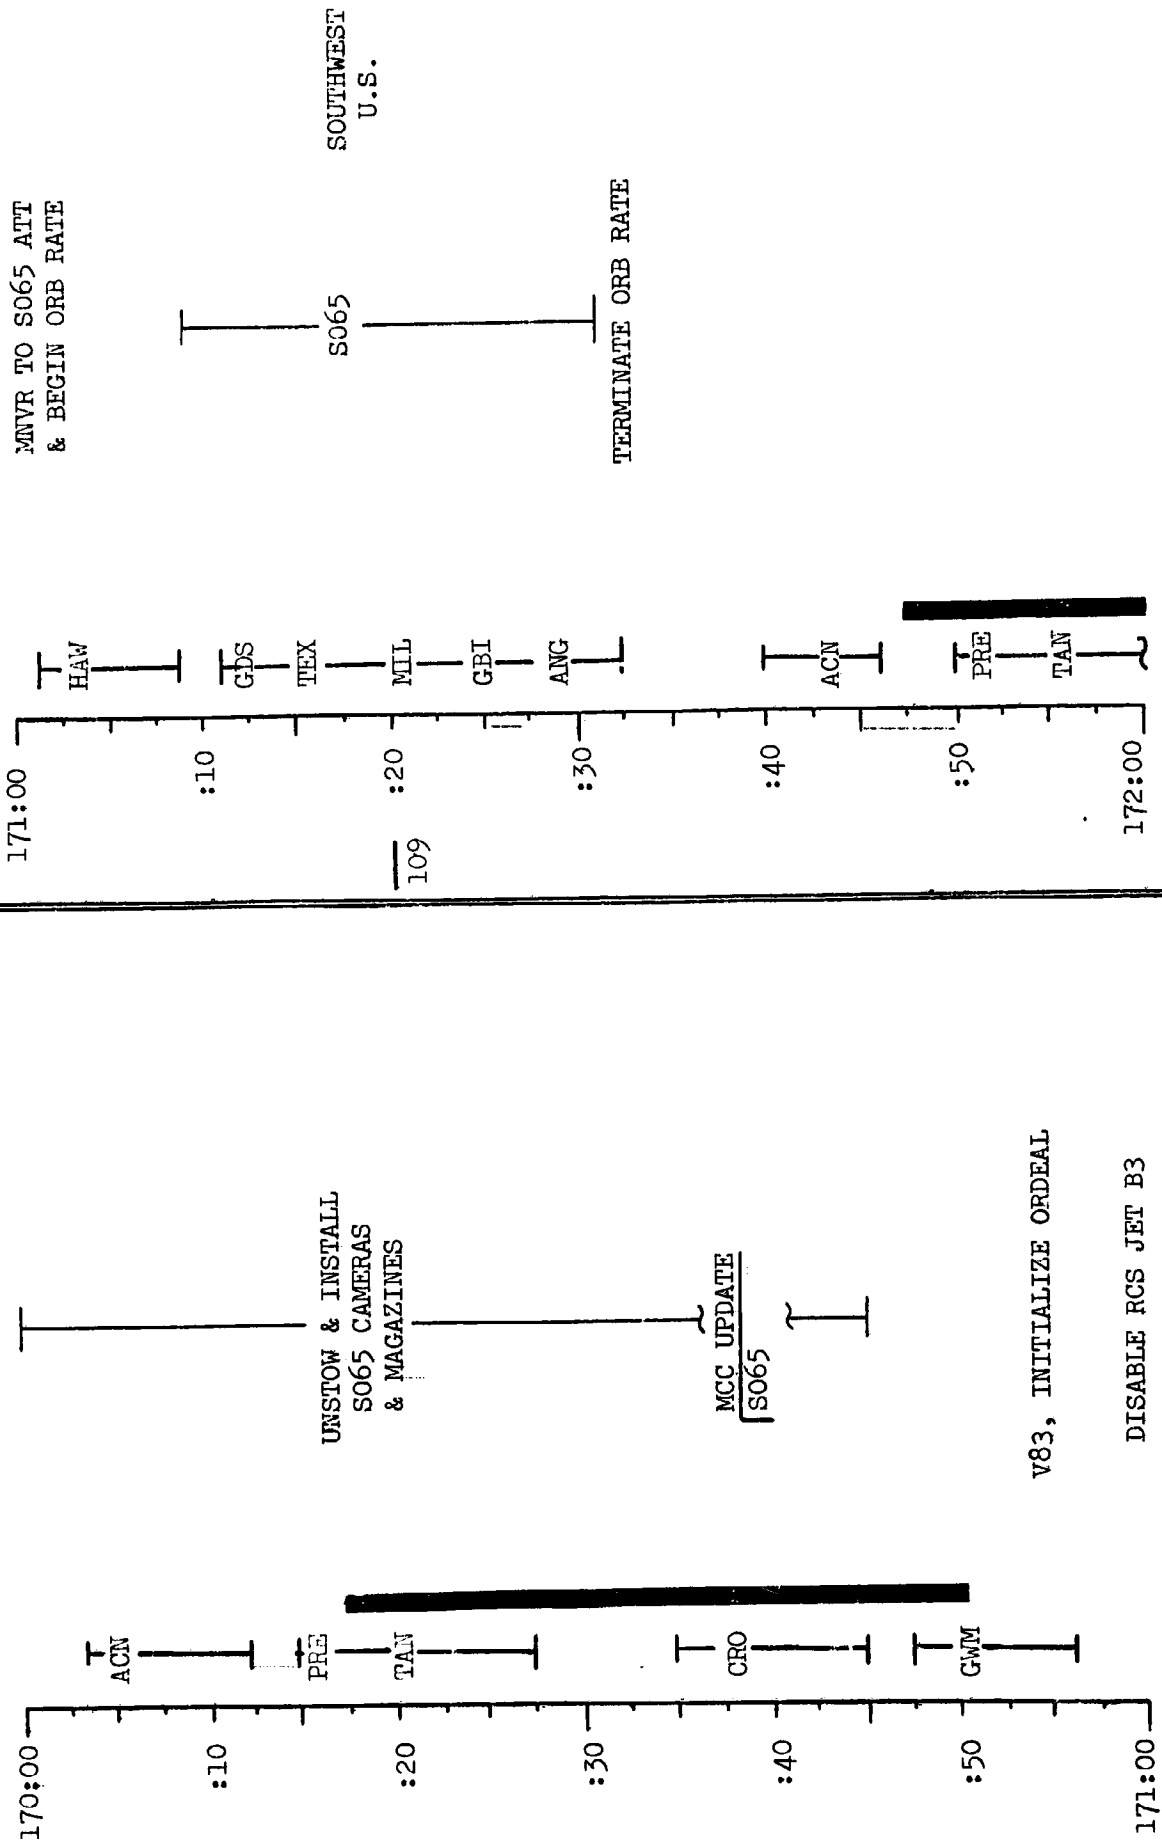 170:00
:10
:20
:30
:40
:50
171:00
ACN
PRE
TAN
CRO
GWM
UNSTOW & INSTALL
S065 CAMERAS
& MAGAZINES
MCC UPDATE
S065
V83, INITIALIZE ORDEAL
DISABLE RCS JET B3
171:00
:10
:20
:30
:40
:50
172:00
109
HAW
GDS
TEX
MIL
GBI
ANG
ACN
PRE
TAN
MNVR TO S065 ATT
& BEGIN ORB RATE
S065
TERMINATE ORB RATE
SOUTHWEST
U.S.